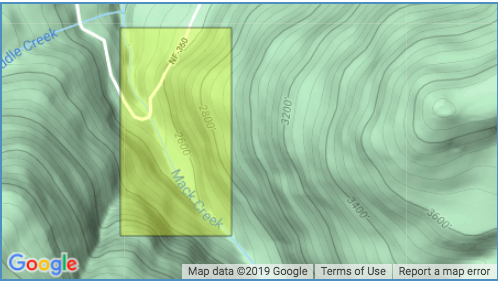 ddle Creek
NF-360
2800'
2600'
3200'
Mack Creek
3400'
3600'
Google
Map data ©2019 Google
Terms of Use
Report a map error